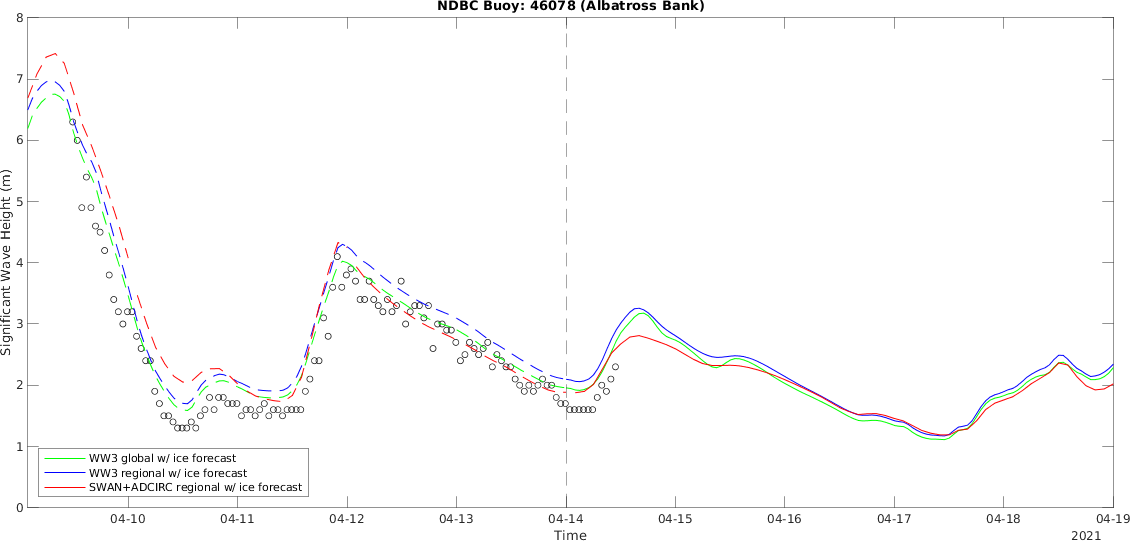 NDBC Buoy: 46078 (Albatross Bank)
8
7
6
5
4
3
2
1
0
Significant Wave Height (m)
WW3 global w/ ice forecast
WW3 regional w/ ice forecast
SWAN+ADCIRC regional w/ ice forecast
04-10 04-11 04-12 04-13 04-14 04-15 04-16 04-17 04-18 04-19
Time
2021